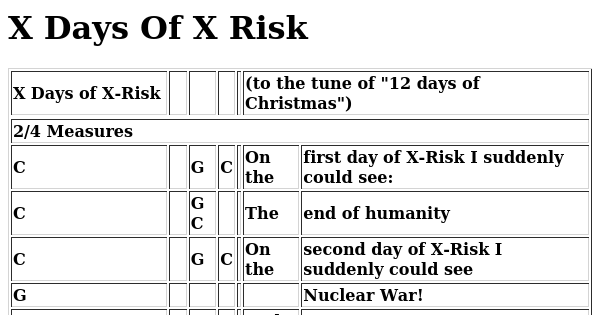 X Days Of X Risk
X Days of X-Risk (to the tune of "12 days of
Christmas")
2/4 Measures
C G C On the first day of X-Risk I suddenly
could see:
C G C The end of humanity
C G C On the second day of X-Risk I
suddenly could see
G Nuclear War!